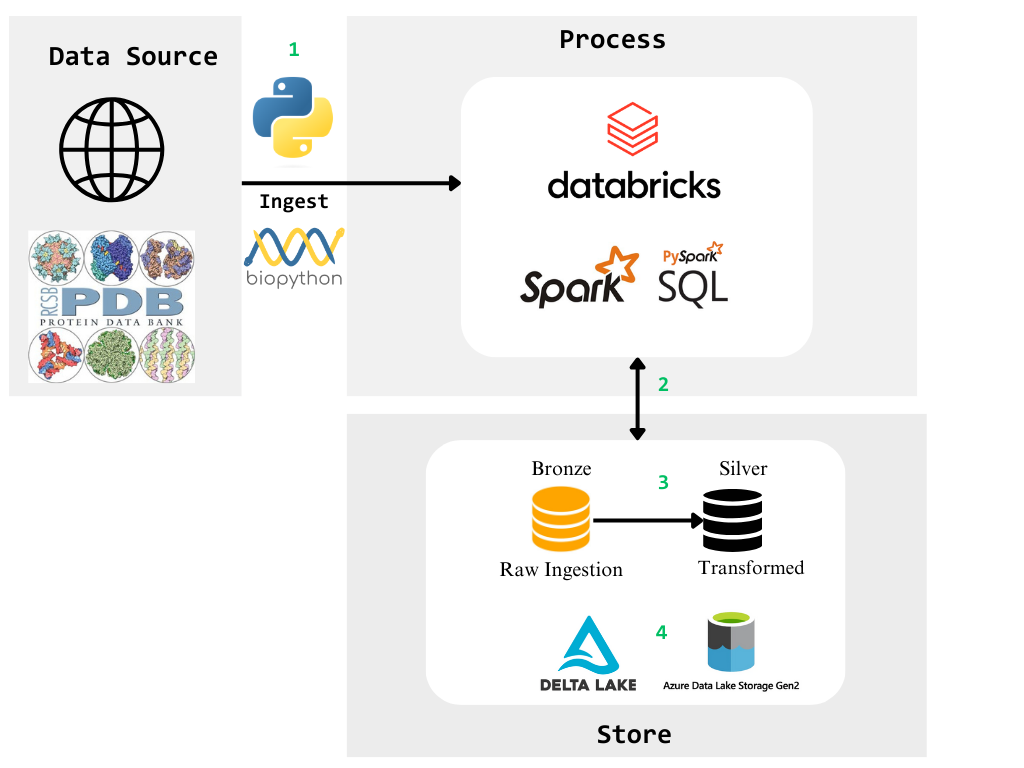 Data Source
1
Process
databricks
Ingest
biopython
RCSB
PDB
PROTEIN DATA BANK
Spark
PySpark
SQL
2
Bronze
3
Silver
Raw Ingestion
Transformed
4
DELTA LAKE
Azure Data Lake Storage Gen2
Store